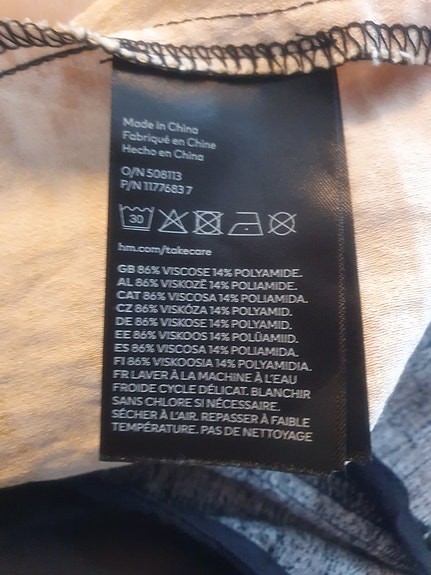 Made in China
Fabriqué en Chine
Hecho en China
O/N 508113
P/N 1177683 7
30
hm.com/takecare
GB 86% VISCOSE 14% POLYAMIDE.
AL 86% VISKOZË 14% POLIAMIDE.
CAT 86% VISCOSA 14% POLIAMIDA.
CZ 86% VISKÓZA 14% POLYAMID.
DE 86% VISKOSE 14% POLYAMID.
EE 86% VISKOOS 14% POLÜAMIID.
ES 86% VISCOSA 14% POLIAMIDA.
FI 86% VISKOOSIA 14% POLYAMIDIA.
FR LAVER À LA MACHINE À L'EAU
FROIDE CYCLE DÉLICAT. BLANCHIR
SANS CHLORE SI NÉCESSAIRE.
SÉCHER À L'AIR. REPASSER À FAIBLE
TEMPÉRATURE. PAS DE NETTOYAGE